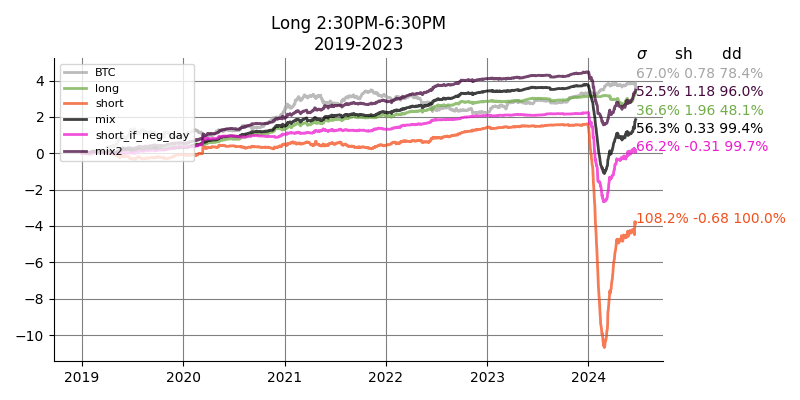 Long 2:30PM-6:30PM
2019-2023
σ sh dd
67.0% 0.78 78.4%
52.5% 1.18 96.0%
36.6% 1.96 48.1%
56.3% 0.33 99.4%
66.2% -0.31 99.7%
108.2% -0.68 100.0%
BTC
long
short
mix
short_if_neg_day
mix2
4
2
0
−2
−4
−6
−8
−10
2019 2020 2021 2022 2023 2024